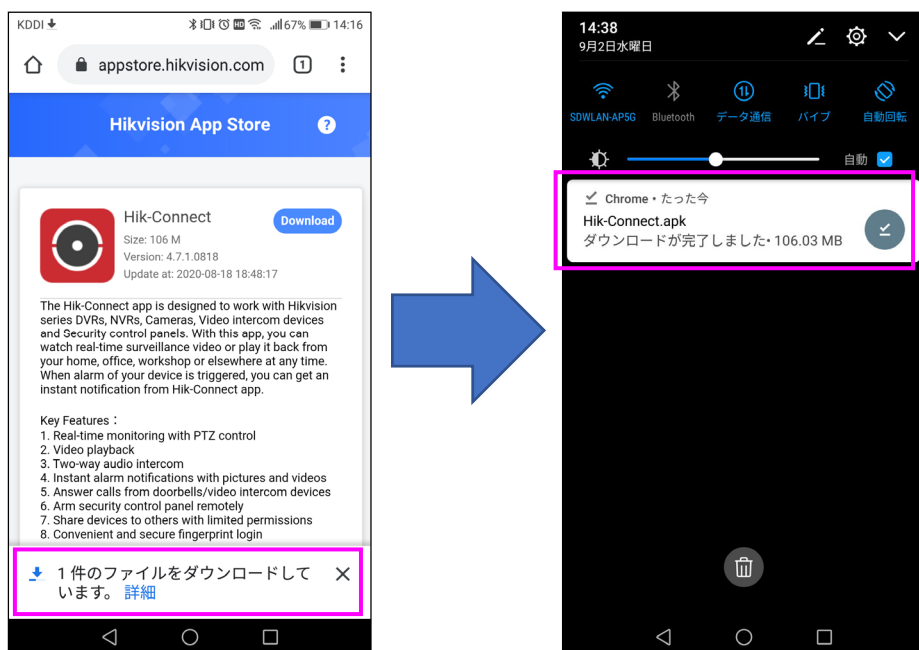 KDDI 67% 14:16
appstore.hikvision.com 1
Hikvision App Store ?
Hik-Connect
Download
Size: 106 M
Version: 4.7.1.0818
Update at: 2020-08-18 18:48:17
The Hik-Connect app is designed to work with Hikvision
series DVRs, NVRs, Cameras, Video intercom devices
and Security control panels. With this app, you can
watch real-time surveillance video or play it back from
your home, office, workshop or elsewhere at any time.
When alarm of your device is triggered, you can get an
instant notification from Hik-Connect app.
Key Features：
1. Real-time monitoring with PTZ control
2. Video playback
3. Two-way audio intercom
4. Instant alarm notifications with pictures and videos
5. Answer calls from doorbells/video intercom devices
6. Arm security control panel remotely
7. Share devices to others with limited permissions
8. Convenient and secure fingerprint login
1 件のファイルをダウンロードして
います。 詳細
14:38
9月2日水曜日
SDWLAN-AP5G Bluetooth データ通信 バイブ 自動回転
自動
Chrome・たった今
Hik-Connect.apk
ダウンロードが完了しました・106.03 MB